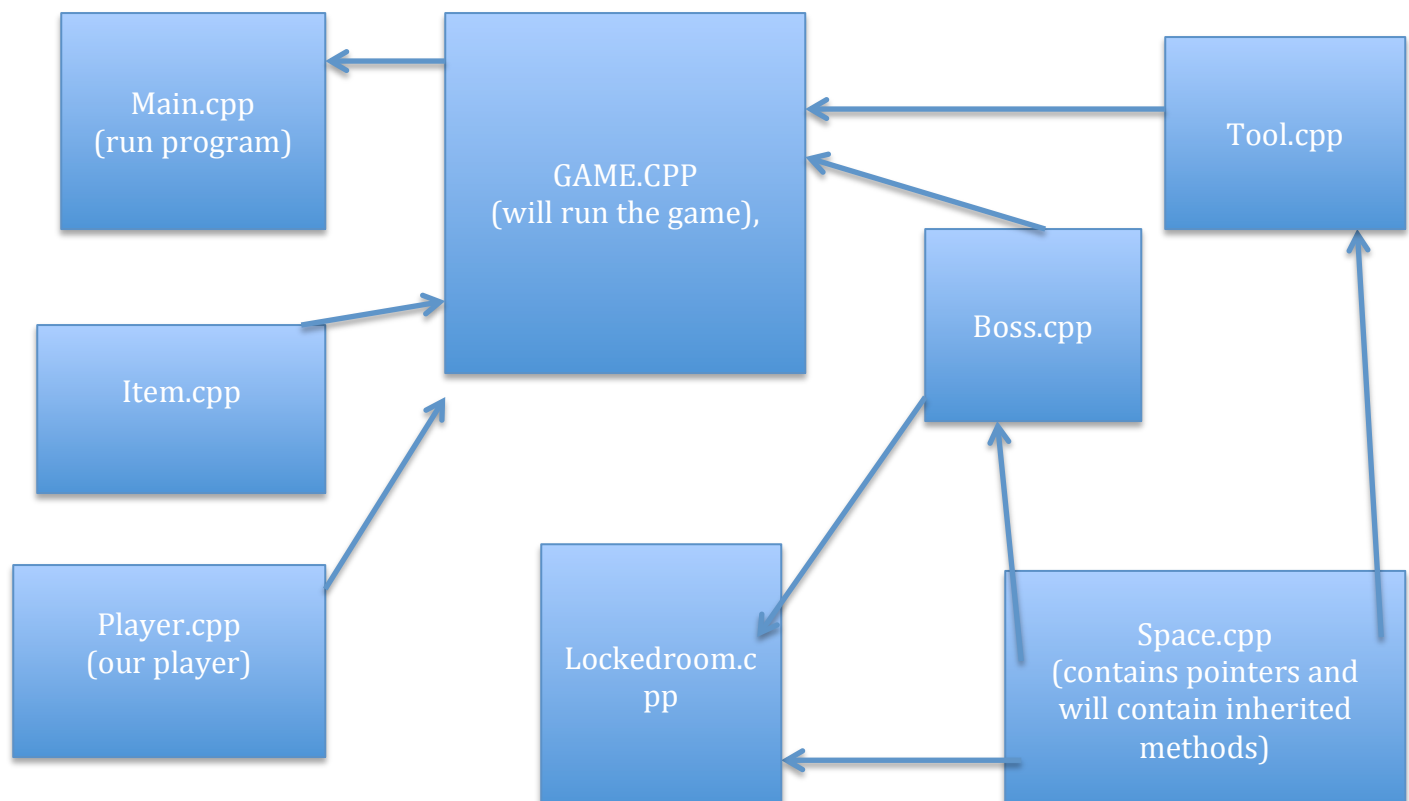 Main.cpp
(run program)
GAME.CPP
(will run the game),
Tool.cpp
Boss.cpp
Item.cpp
Player.cpp
(our player)
Lockedroom.c
pp
Space.cpp
(contains pointers and
will contain inherited
methods)